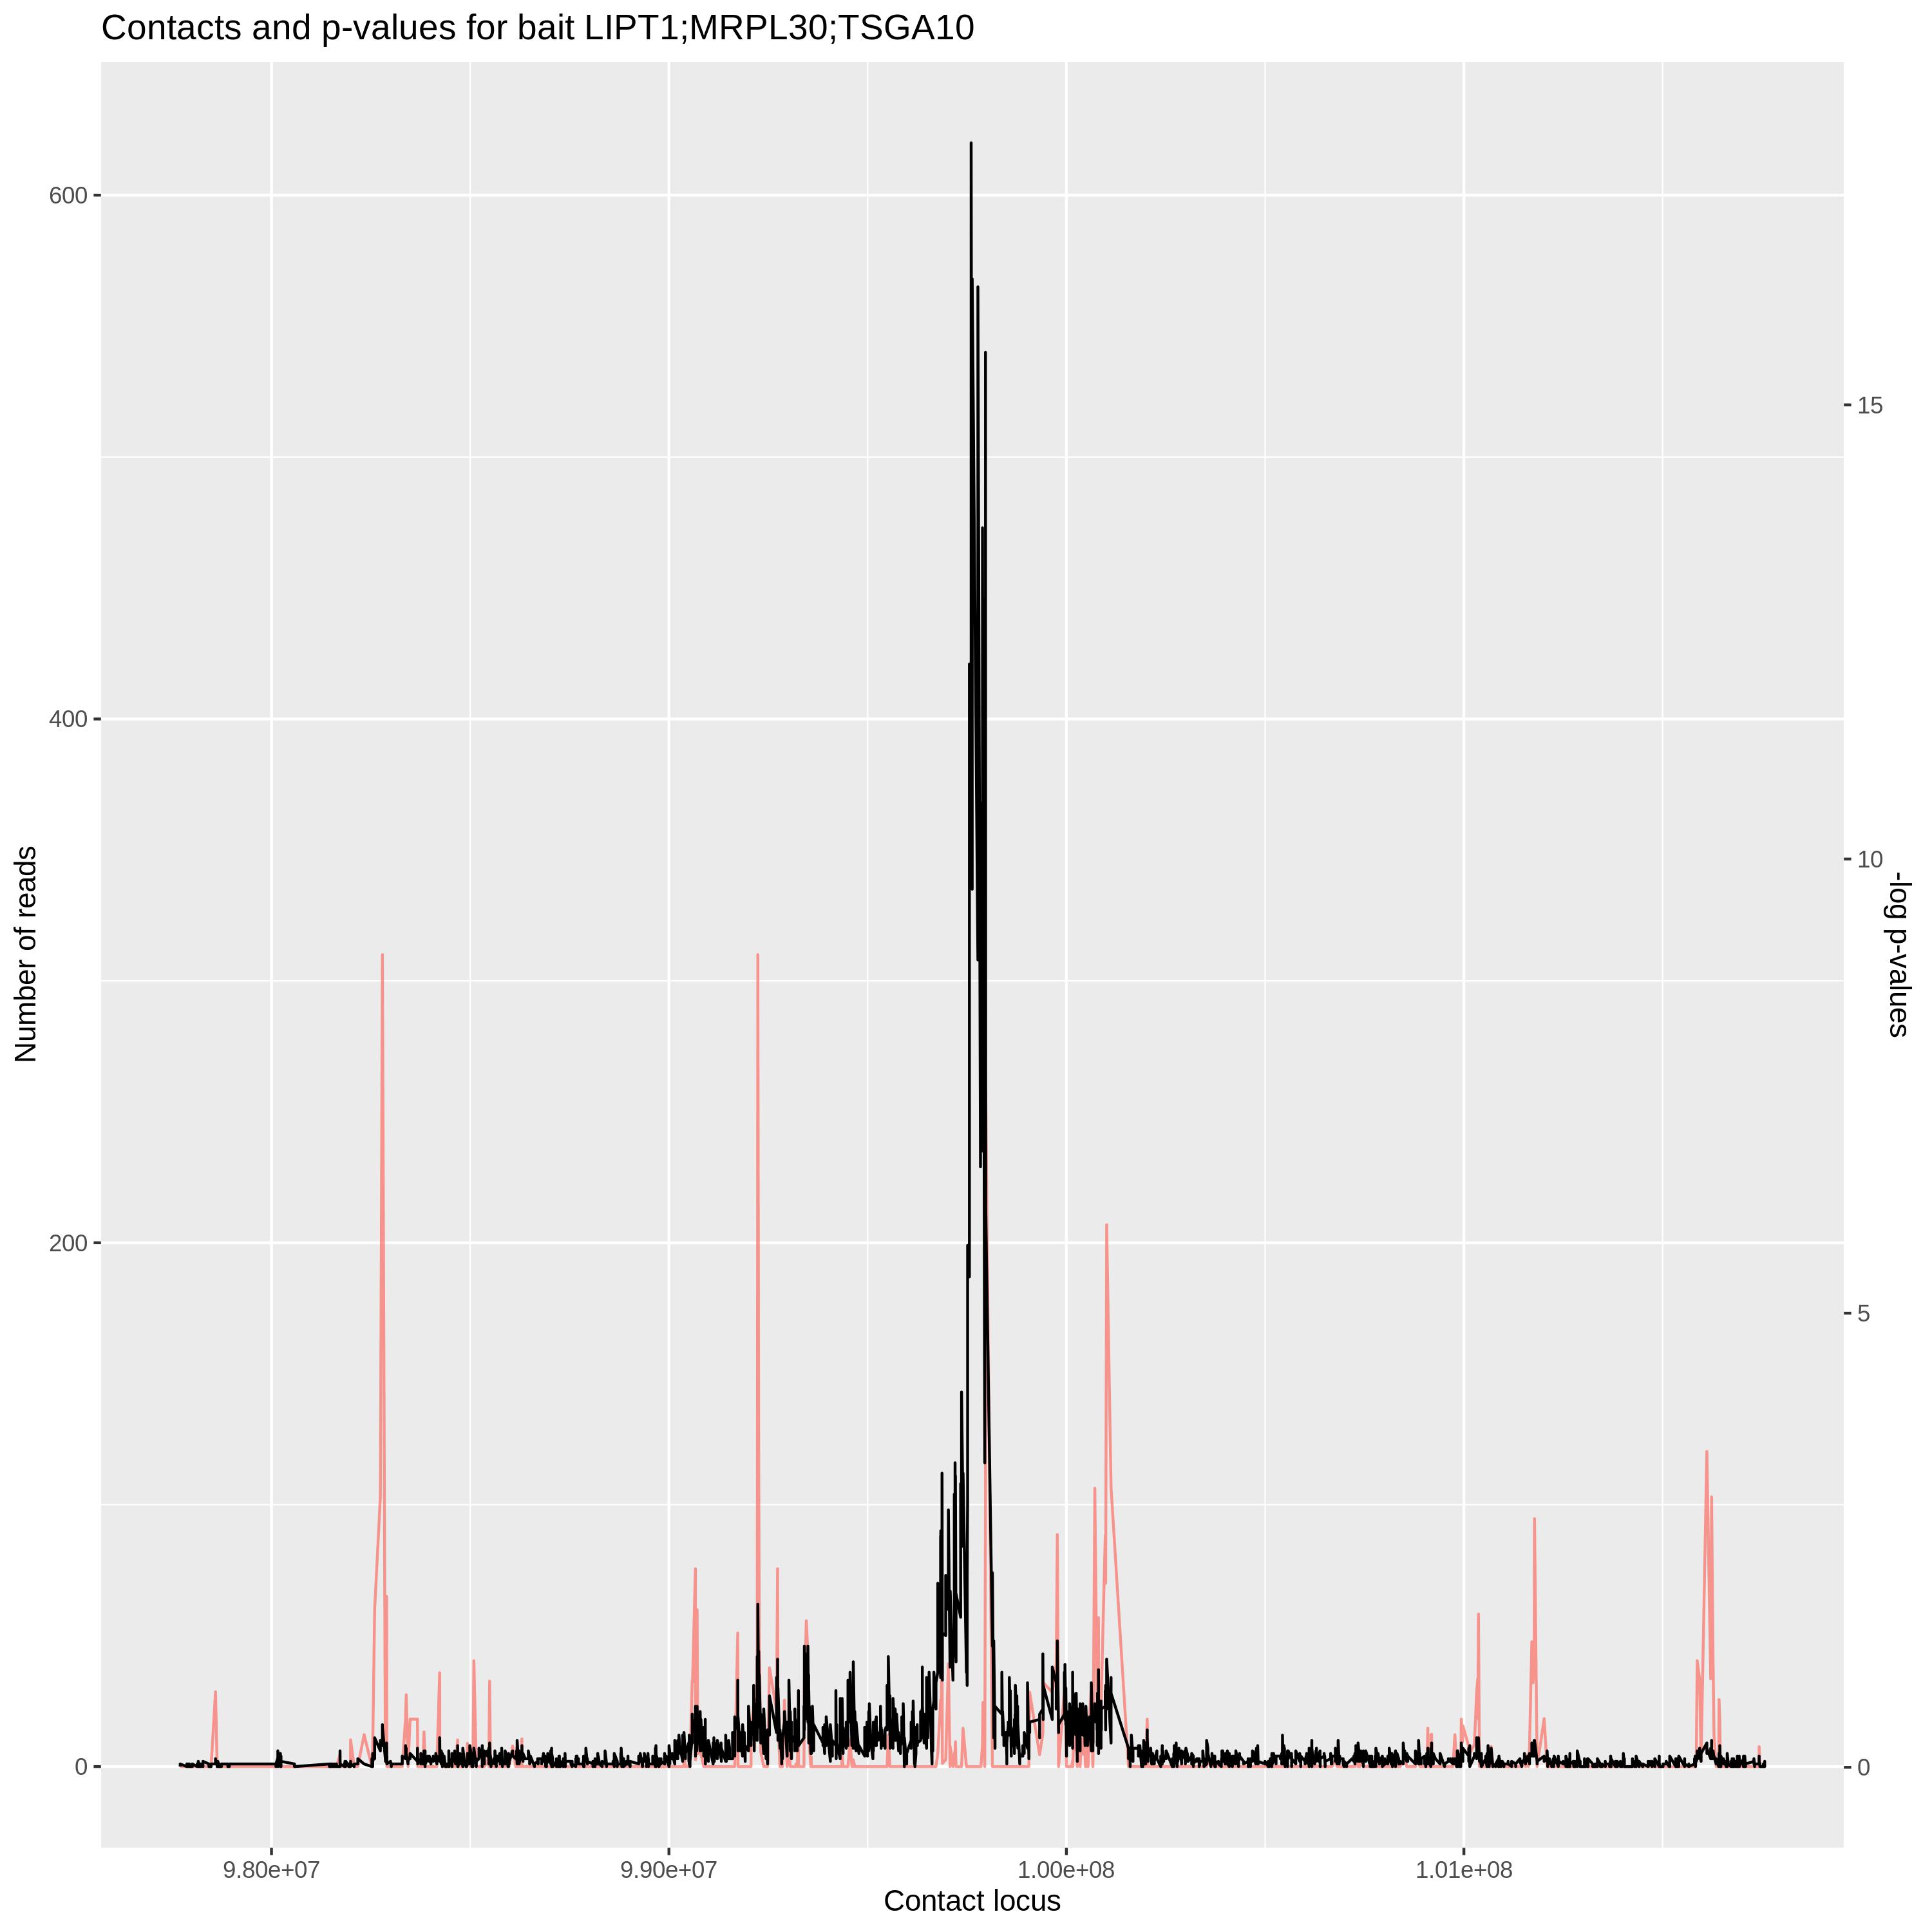 Contacts and p-values for bait LIPT1;MRPL30;TSGA10
600
400
200
0
Number of reads
15
10
5
0
-log p-values
9.80e+07
9.90e+07
1.00e+08
1.01e+08
Contact locus